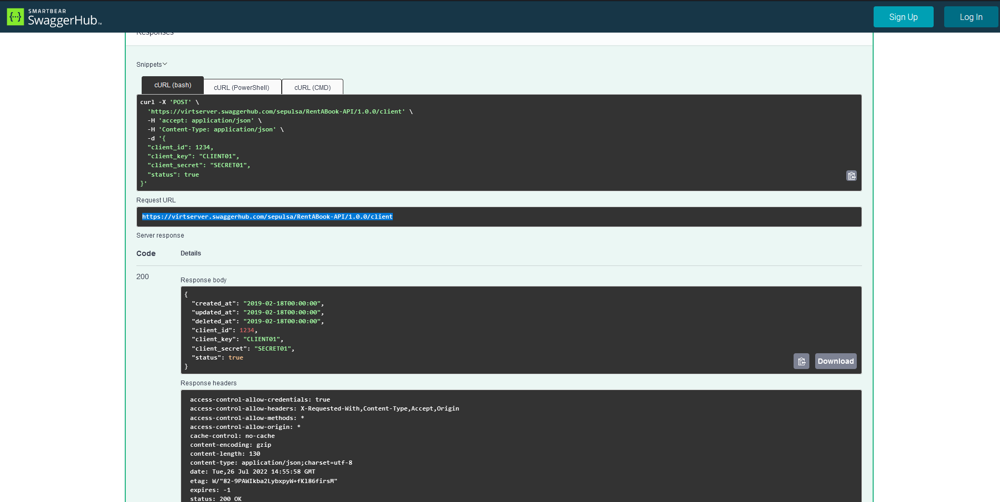 SMARTBEAR
SwaggerHub™
Sign Up
Log In
Responses
Snippets
cURL (bash)
cURL (PowerShell)
cURL (CMD)
curl -X 'POST' \
'https://virtserver.swaggerhub.com/sepulsa/RentABook-API/1.0.0/client' \
-H 'accept: application/json' \
-H 'Content-Type: application/json' \
-d '{
"client_id": 1234,
"client_key": "CLIENT01",
"client_secret": "SECRET01",
"status": true
}'
Request URL
https://virtserver.swaggerhub.com/sepulsa/RentABook-API/1.0.0/client
Server response
Code
Details
200
Response body
{
"created_at": "2019-02-18T00:00:00",
"updated_at": "2019-02-18T00:00:00",
"deleted_at": "2019-02-18T00:00:00",
"client_id": 1234,
"client_key": "CLIENT01",
"client_secret": "SECRET01",
"status": true
}
Download
Response headers
access-control-allow-credentials: true
access-control-allow-headers: X-Requested-With,Content-Type,Accept,Origin
access-control-allow-methods: *
access-control-allow-origin: *
cache-control: no-cache
content-encoding: gzip
content-length: 130
content-type: application/json;charset=utf-8
date: Tue,26 Jul 2022 14:55:58 GMT
etag: W/"82-9PAWIkba2LybxpyW+fKl86firsM"
expires: -1
status: 200 OK